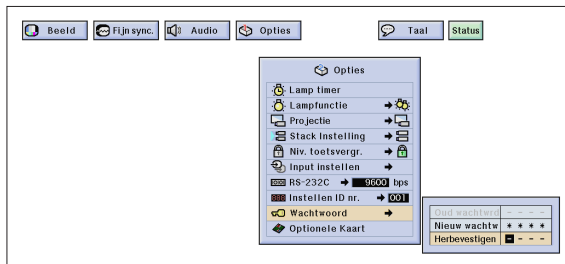 Beeld
Fijn sync.
Audio
Opties
Taal
Status
Opties
Lamp timer
Lampfunctie
Projectie
Stack Instelling
Niv. toetsvergr.
Input instellen
RS-232C 9600 bps
Instellen ID nr. 001
Wachtwoord
Optionele Kaart
Oud wachtwrd - - - -
Nieuw wachtw * * * *
Herbevestigen - - - -